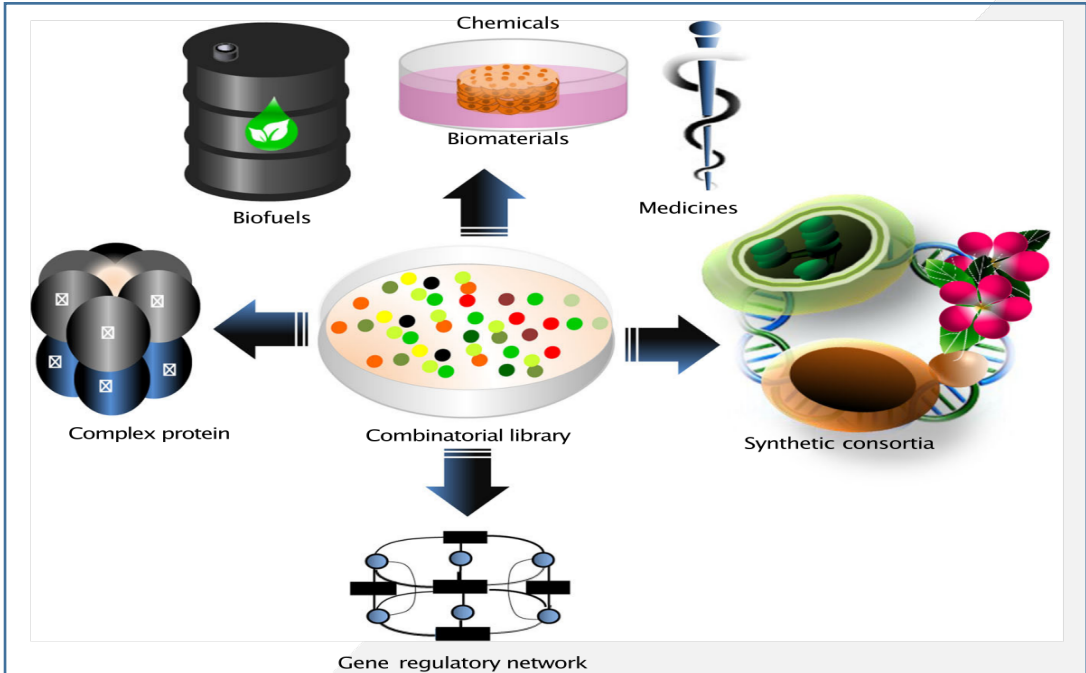 Chemicals
Biomaterials
Biofuels
Medicines
Complex protein
Combinatorial library
Synthetic consortia
Gene regulatory network